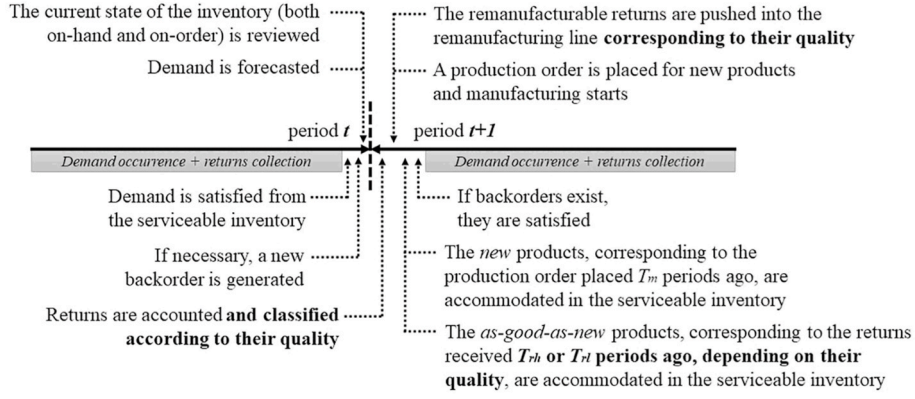 The current state of the inventory (both
on-hand and on-order) is reviewed
Demand is forecasted
The remanufacturable returns are pushed into the
remanufacturing line corresponding to their quality
A production order is placed for new products
and manufacturing starts
period t
period t+1
Demand occurrence + returns collection
Demand occurrence + returns collection
Demand is satisfied from
the serviceable inventory
If necessary, a new
backorder is generated
Returns are accounted and classified
according to their quality
If backorders exist,
they are satisfied
The new products, corresponding to the
production order placed Tm periods ago, are
accommodated in the serviceable inventory
The as-good-as-new products, corresponding to the returns
received Trh or Trl periods ago, depending on their
quality, are accommodated in the serviceable inventory